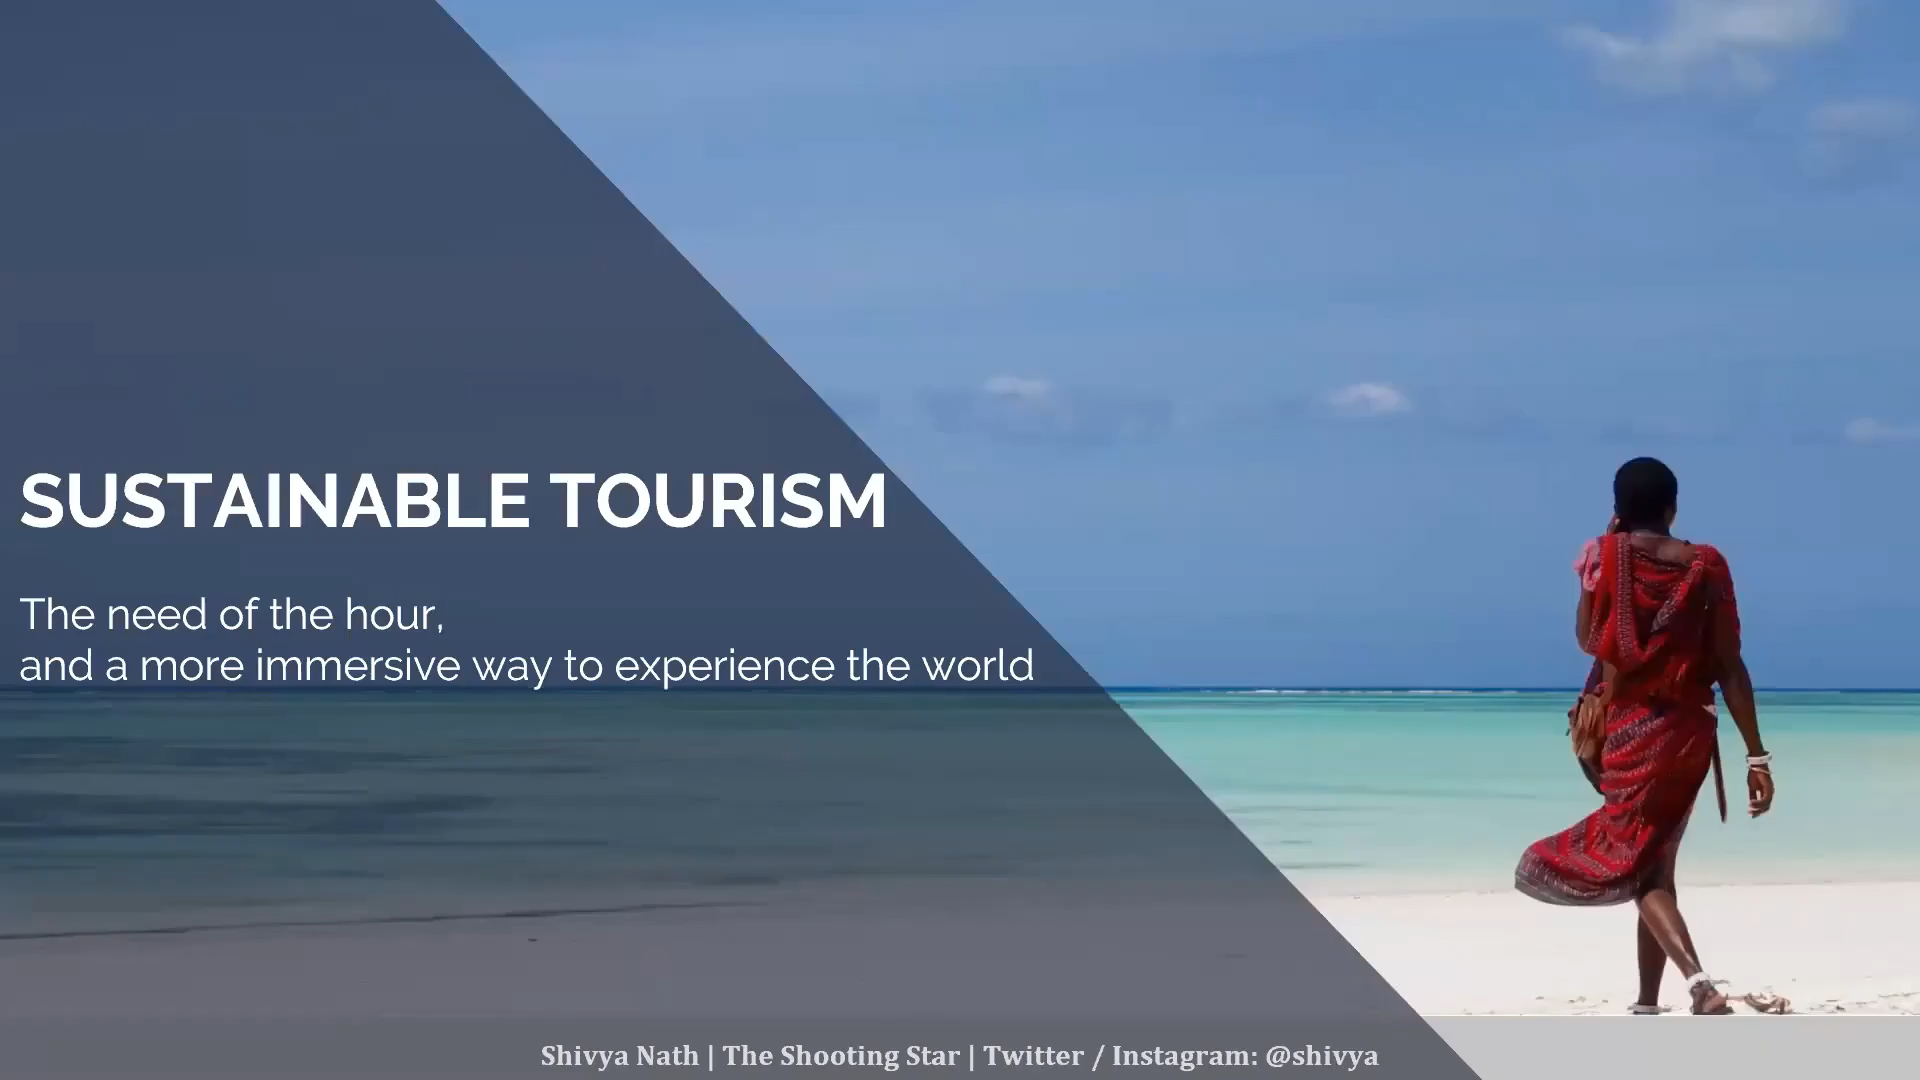 SUSTAINABLE TOURISM
The need of the hour,
and a more immersive way to experience the world
Shivya Nath | The Shooting Star | Twitter / Instagram: @shivya